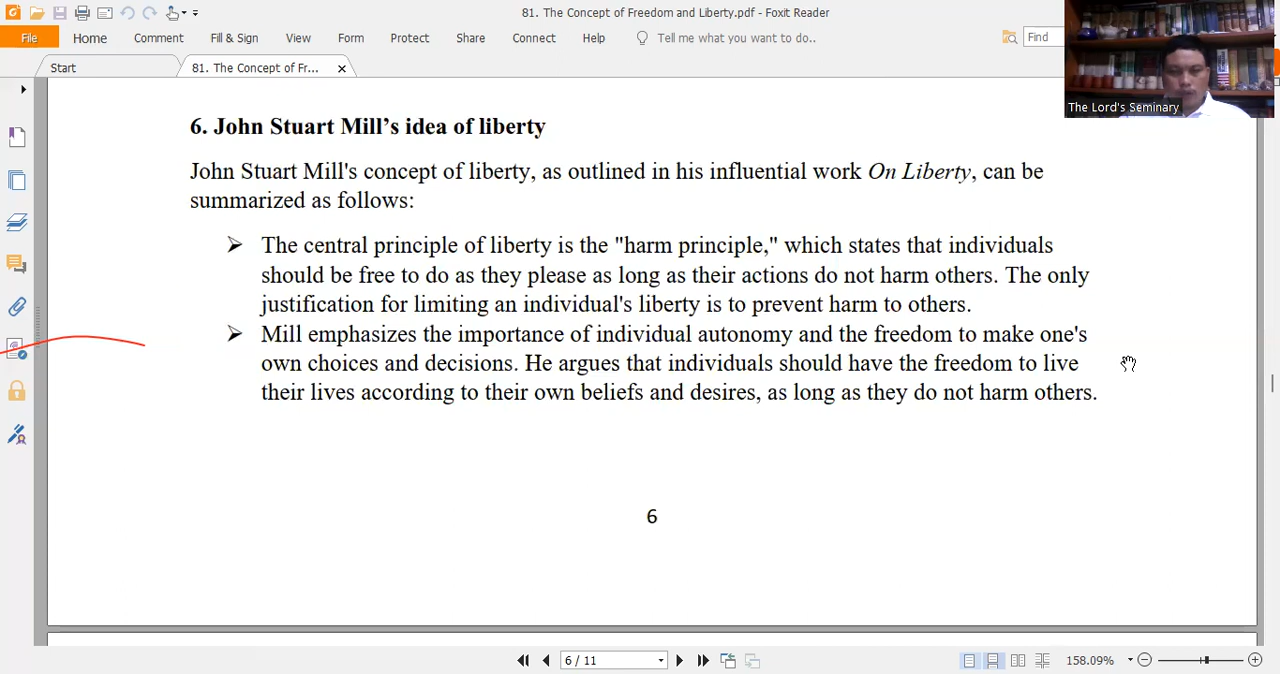 81. The Concept of Freedom and Liberty.pdf - Foxit Reader
File Home Comment Fill & Sign View Form Protect Share Connect Help Tell me what you want to do.. Find
Start 81. The Concept of Fr... x
The Lord's Seminary
6. John Stuart Mill's idea of liberty
John Stuart Mill's concept of liberty, as outlined in his influential work On Liberty, can be
summarized as follows:
➢ The central principle of liberty is the "harm principle," which states that individuals
should be free to do as they please as long as their actions do not harm others. The only
justification for limiting an individual's liberty is to prevent harm to others.
➢ Mill emphasizes the importance of individual autonomy and the freedom to make one's
own choices and decisions. He argues that individuals should have the freedom to live
their lives according to their own beliefs and desires, as long as they do not harm others.
6
6 / 11 158.09%